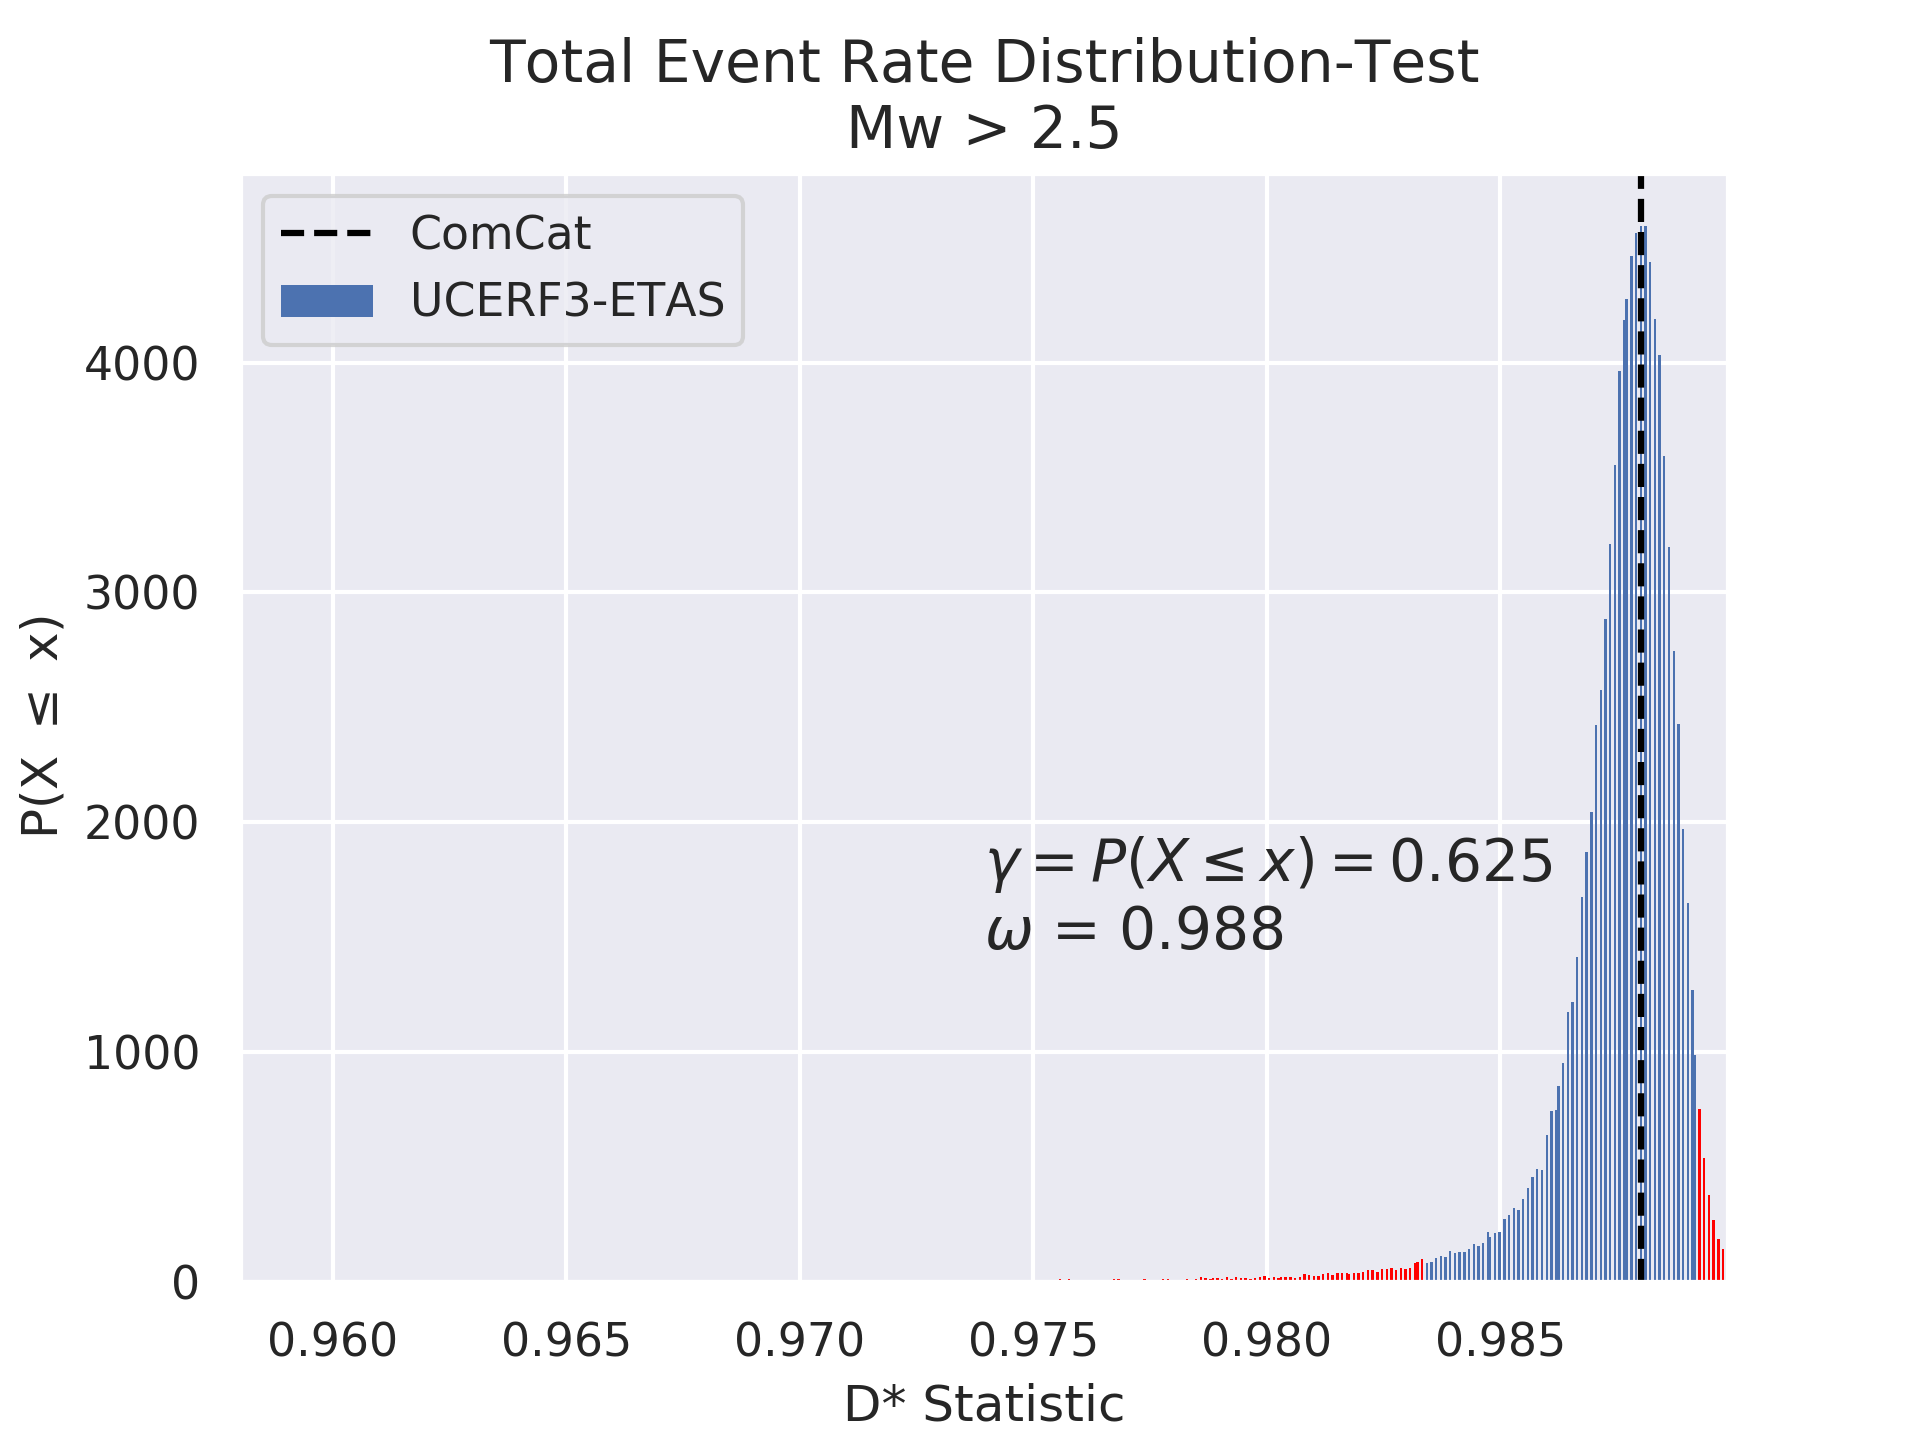 Total Event Rate Distribution-Test
Mw > 2.5
ComCat
UCERF3-ETAS
P(X ≤ x)
4000
3000
2000
1000
0
γ = P(X ≤ x) = 0.625
ω = 0.988
0.960 0.965 0.970 0.975 0.980 0.985
D* Statistic